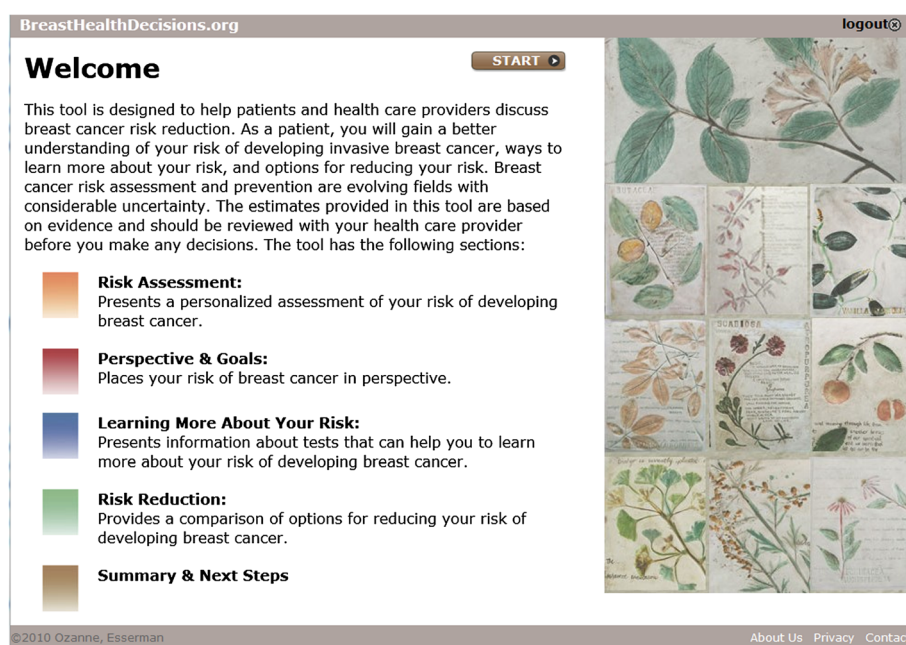 BreastHealthDecisions.org
logout
Welcome
START
This tool is designed to help patients and health care providers discuss
breast cancer risk reduction. As a patient, you will gain a better
understanding of your risk of developing invasive breast cancer, ways to
learn more about your risk, and options for reducing your risk. Breast
cancer risk assessment and prevention are evolving fields with
considerable uncertainty. The estimates provided in this tool are based
on evidence and should be reviewed with your health care provider
before you make any decisions. The tool has the following sections:
Risk Assessment:
Presents a personalized assessment of your risk of developing
breast cancer.
Perspective & Goals:
Places your risk of breast cancer in perspective.
Learning More About Your Risk:
Presents information about tests that can help you to learn
more about your risk of developing breast cancer.
Risk Reduction:
Provides a comparison of options for reducing your risk of
developing breast cancer.
Summary & Next Steps
©2010 Ozanne, Esserman
About Us Privacy Contac